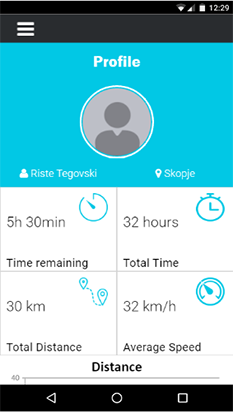 12:29
Profile
Riste Tegovski Skopje
5h 30min 32 hours
Time remaining Total Time
30 km 32 km/h
Total Distance Average Speed
Distance
40